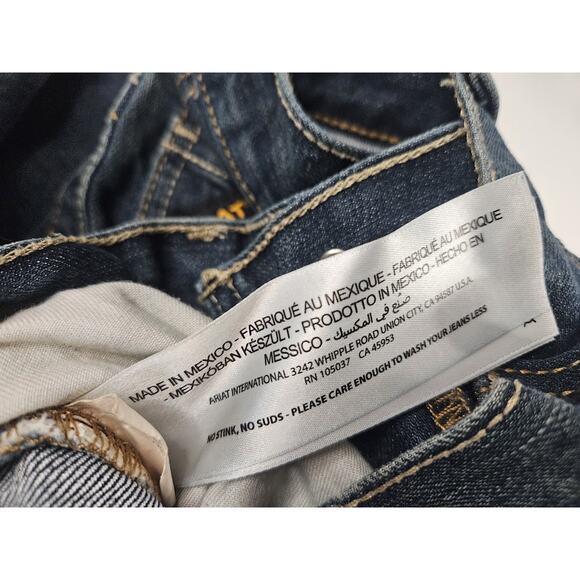 MADE IN MEXICO - FABRIQUÉ AU MEXIQUE - FABRIQUÉ AU MEXIQUE
- MEXIKÓBAN KÉSZÜLT - PRODOTTO IN MEXICO - HECHO EN
MESSICO - صنع في المكسيك
ARIAT INTERNATIONAL 3242 WHIPPLE ROAD UNION CITY, CA 94587 U.S.A.
RN 105037 CA 45953
NO STINK, NO SUDS - PLEASE CARE ENOUGH TO WASH YOUR JEANS LESS